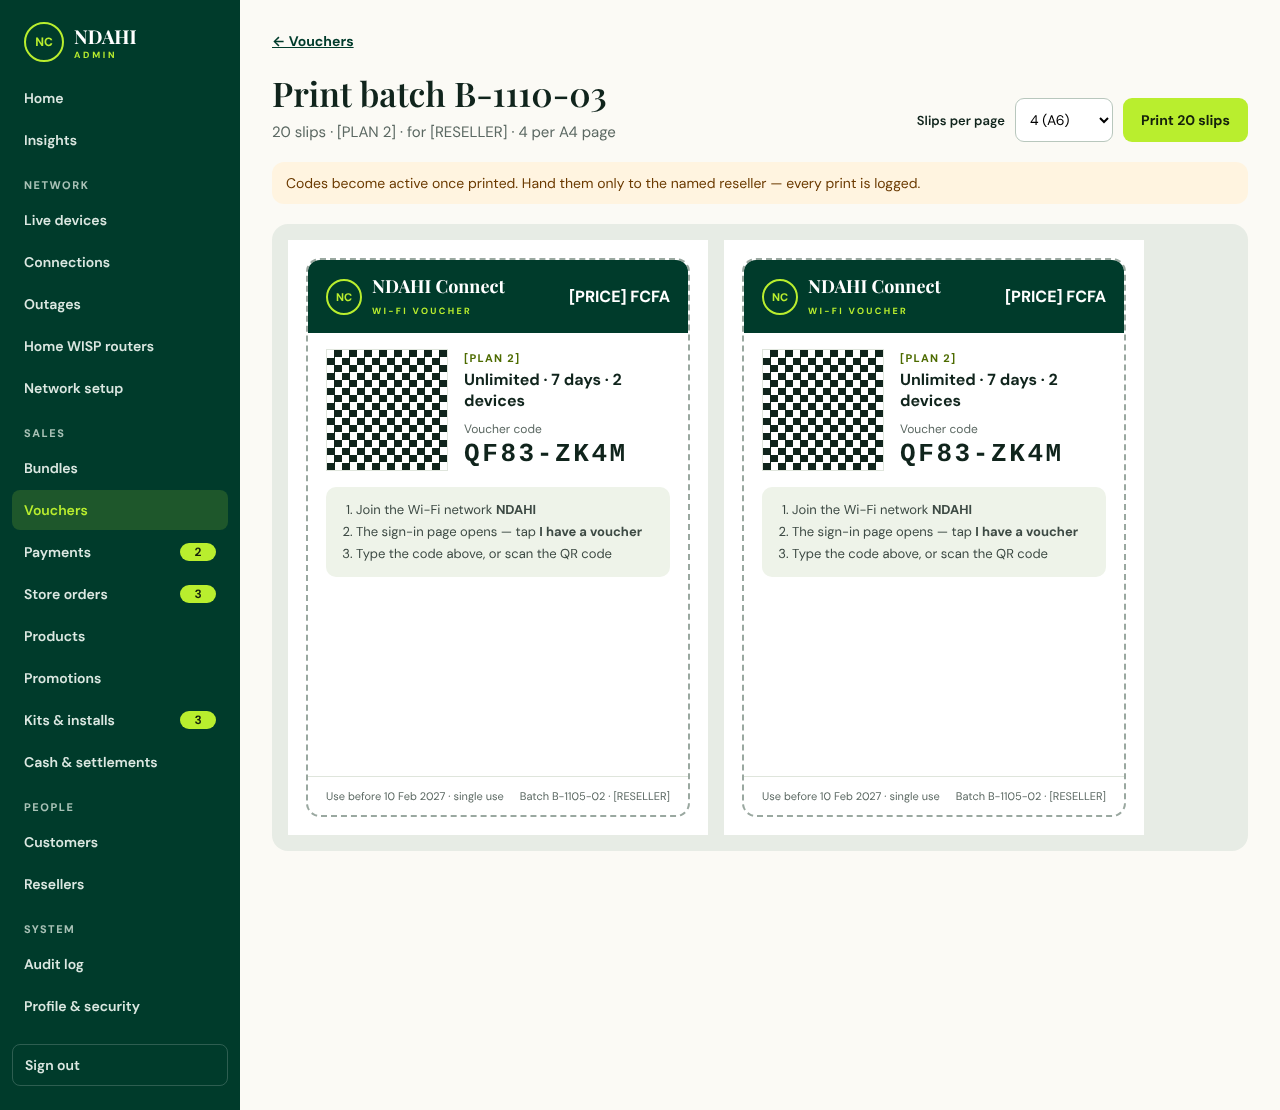 NC
NDAHI
ADMIN
Home
Insights
NETWORK
Live devices
Connections
Outages
Home WISP routers
Network setup
SALES
Bundles
Vouchers
Payments 2
Store orders 3
Products
Promotions
Kits & installs 3
Cash & settlements
PEOPLE
Customers
Resellers
SYSTEM
Audit log
Profile & security
Sign out
← Vouchers
Print batch B-1110-03
20 slips · [PLAN 2] · for [RESELLER] · 4 per A4 page
Slips per page
4 (A6)
Print 20 slips
Codes become active once printed. Hand them only to the named reseller — every print is logged.
NC
NDAHI Connect
WI-FI VOUCHER
[PRICE] FCFA
[PLAN 2]
Unlimited · 7 days · 2
devices
Voucher code
QF83-ZK4M
1. Join the Wi-Fi network NDAHI
2. The sign-in page opens — tap I have a voucher
3. Type the code above, or scan the QR code
Use before 10 Feb 2027 · single use
Batch B-1105-02 · [RESELLER]
NC
NDAHI Connect
WI-FI VOUCHER
[PRICE] FCFA
[PLAN 2]
Unlimited · 7 days · 2
devices
Voucher code
QF83-ZK4M
1. Join the Wi-Fi network NDAHI
2. The sign-in page opens — tap I have a voucher
3. Type the code above, or scan the QR code
Use before 10 Feb 2027 · single use
Batch B-1105-02 · [RESELLER]